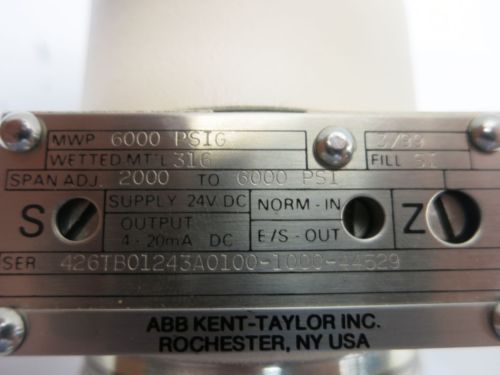 MWP 6000 PSIG 3/89
WETTED MT'L 316 FILL SI
SPAN ADJ. 2000 TO 6000 PSI
S SUPPLY 24V DC NORM - IN Z
OUTPUT
4 - 20mA DC E/S - OUT
SER 426TB01243A0100-1000-44529
ABB KENT-TAYLOR INC.
ROCHESTER, NY USA